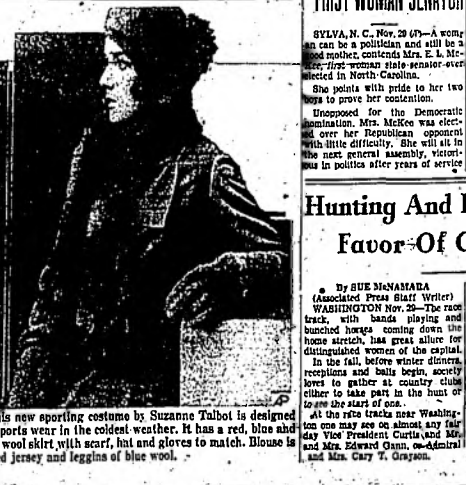 FIRST WOMAN SENATOR
SYLVA, N. C., Nov. 29 (AP)—A wom-
an can be a politician and still be a
good mother, contends Mrs. E. L. Mc-
Kee, first woman state senator ever
elected in North Carolina.
She points with pride to her two
boys to prove her contention.
Unopposed for the Democratic
nomination, Mrs. McKee was elect-
ed over her Republican opponent
with little difficulty. She will sit in
the next general assembly, victori-
ous in politics after years of service
Hunting And
Favor Of
By SUE McNAMARA
(Associated Press Staff Writer)
WASHINGTON Nov. 29—The race
track, with bands playing and
bunched horses coming down the
home stretch, has great allure for
distinguished women of the capital.
In the fall, before winter dinners,
receptions and balls begin, society
loves to gather at country clubs
either to take part in the hunt or
to see the start of one.
At the race tracks near Washing-
ton one may see on almost any fair
day Vice President Curtis and Mr.
and Mrs. Edward Gann, or Admiral
and Mrs. Cary T. Grayson.
AP
is new sporting costume by Suzanne Talbot is designed
ports wear in the coldest weather. It has a red, blue and
wool skirt with scarf, hat and gloves to match. Blouse is
d jersey and leggins of blue wool.